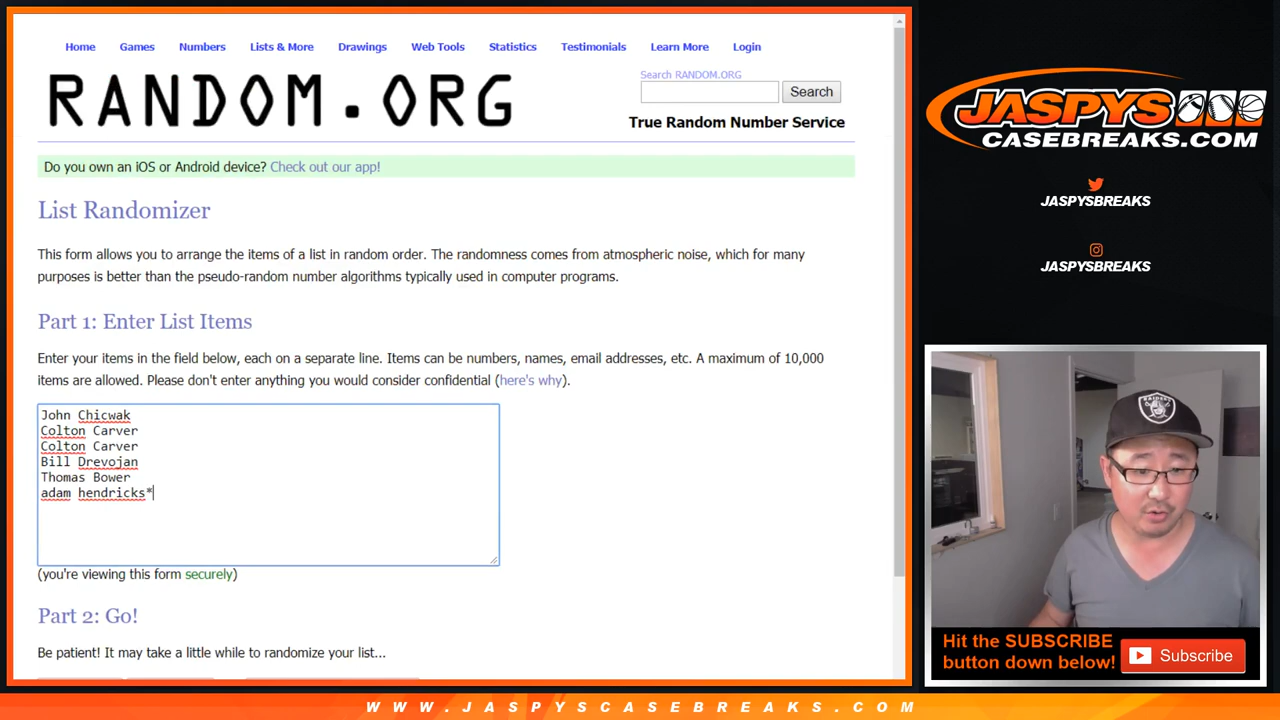 Home Games Numbers Lists & More Drawings Web Tools Statistics Testimonials Learn More Login
RANDOM.ORG
Search RANDOM.ORG
Search
True Random Number Service
Do you own an iOS or Android device? Check out our app!
List Randomizer
This form allows you to arrange the items of a list in random order. The randomness comes from atmospheric noise, which for many
purposes is better than the pseudo-random number algorithms typically used in computer programs.
Part 1: Enter List Items
Enter your items in the field below, each on a separate line. Items can be numbers, names, email addresses, etc. A maximum of 10,000
items are allowed. Please don't enter anything you would consider confidential (here's why).
John Chicwak
Colton Carver
Colton Carver
Bill Drevojan
Thomas Bower
adam hendricks*
(you're viewing this form securely)
Part 2: Go!
Be patient! It may take a little while to randomize your list...
JASPYS
CASEBREAKS.COM
JASPYSBREAKS
JASPYSBREAKS
RAIDERS
Hit the SUBSCRIBE
button down below!
Subscribe
WWW.JASPYSCASEBREAKS.COM